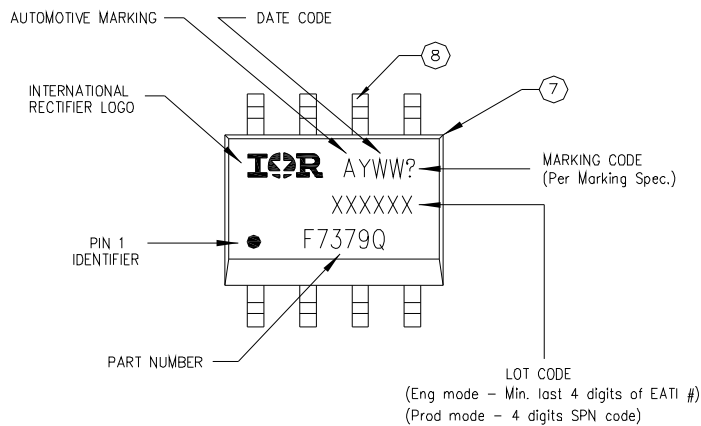 AUTOMOTIVE MARKING
DATE CODE
8
7
INTERNATIONAL
RECTIFIER LOGO
IOR
AYWW?
MARKING CODE
(Per Marking Spec.)
XXXXXX
PIN 1
IDENTIFIER
F7379Q
PART NUMBER
LOT CODE
(Eng mode – Min. last 4 digits of EATI #)
(Prod mode – 4 digits SPN code)